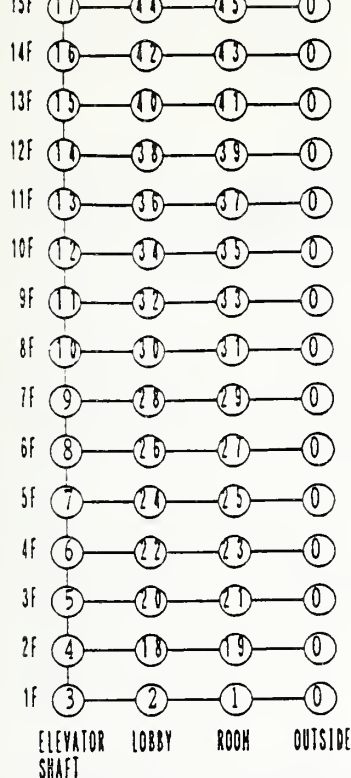 15F 17 44 45 0
14F 16 42 43 0
13F 15 40 41 0
12F 14 38 39 0
11F 13 36 37 0
10F 12 34 35 0
9F 11 32 33 0
8F 10 30 31 0
7F 9 28 29 0
6F 8 26 27 0
5F 7 24 25 0
4F 6 22 23 0
3F 5 20 21 0
2F 4 18 19 0
1F 3 2 1 0
ELEVATOR LOBBY ROOM OUTSIDE
SHAFT